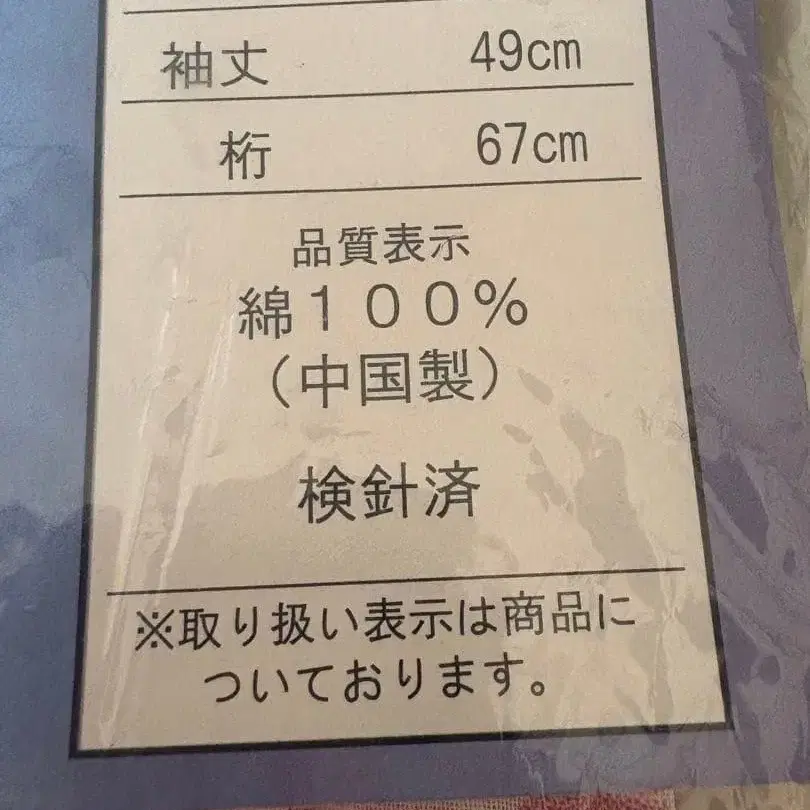 袖丈 49cm
裄 67cm
品質表示
綿１００%
（中国製）
検針済
※取り扱い表示は商品に
ついております。